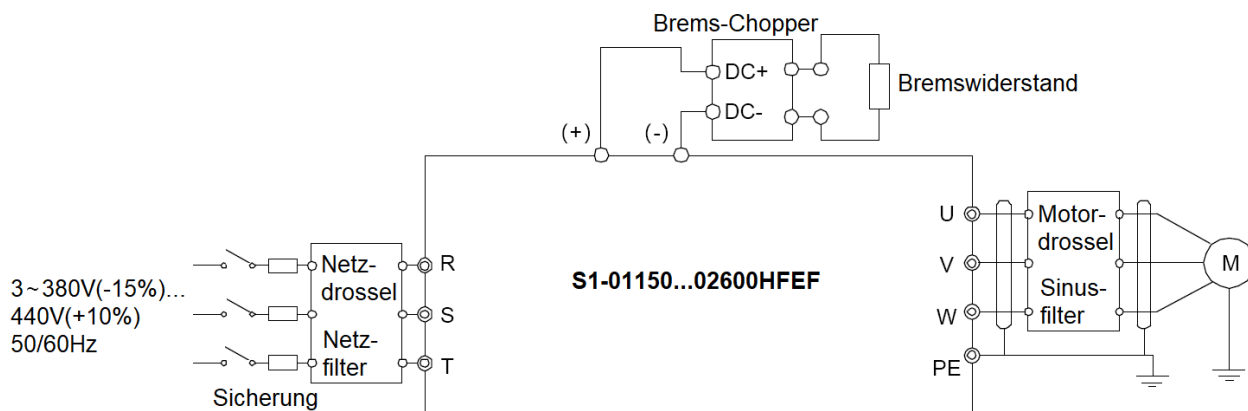 Brems-Chopper
DC+
DC-
Bremswiderstand
(+)
(-)
3~380V(-15%)...
440V(+10%)
50/60Hz
Sicherung
Netz-
drossel
Netz-
filter
R
S
T
S1-01150...02600HFEF
U
V
W
PE
Motor-
drossel
Sinus-
filter
M